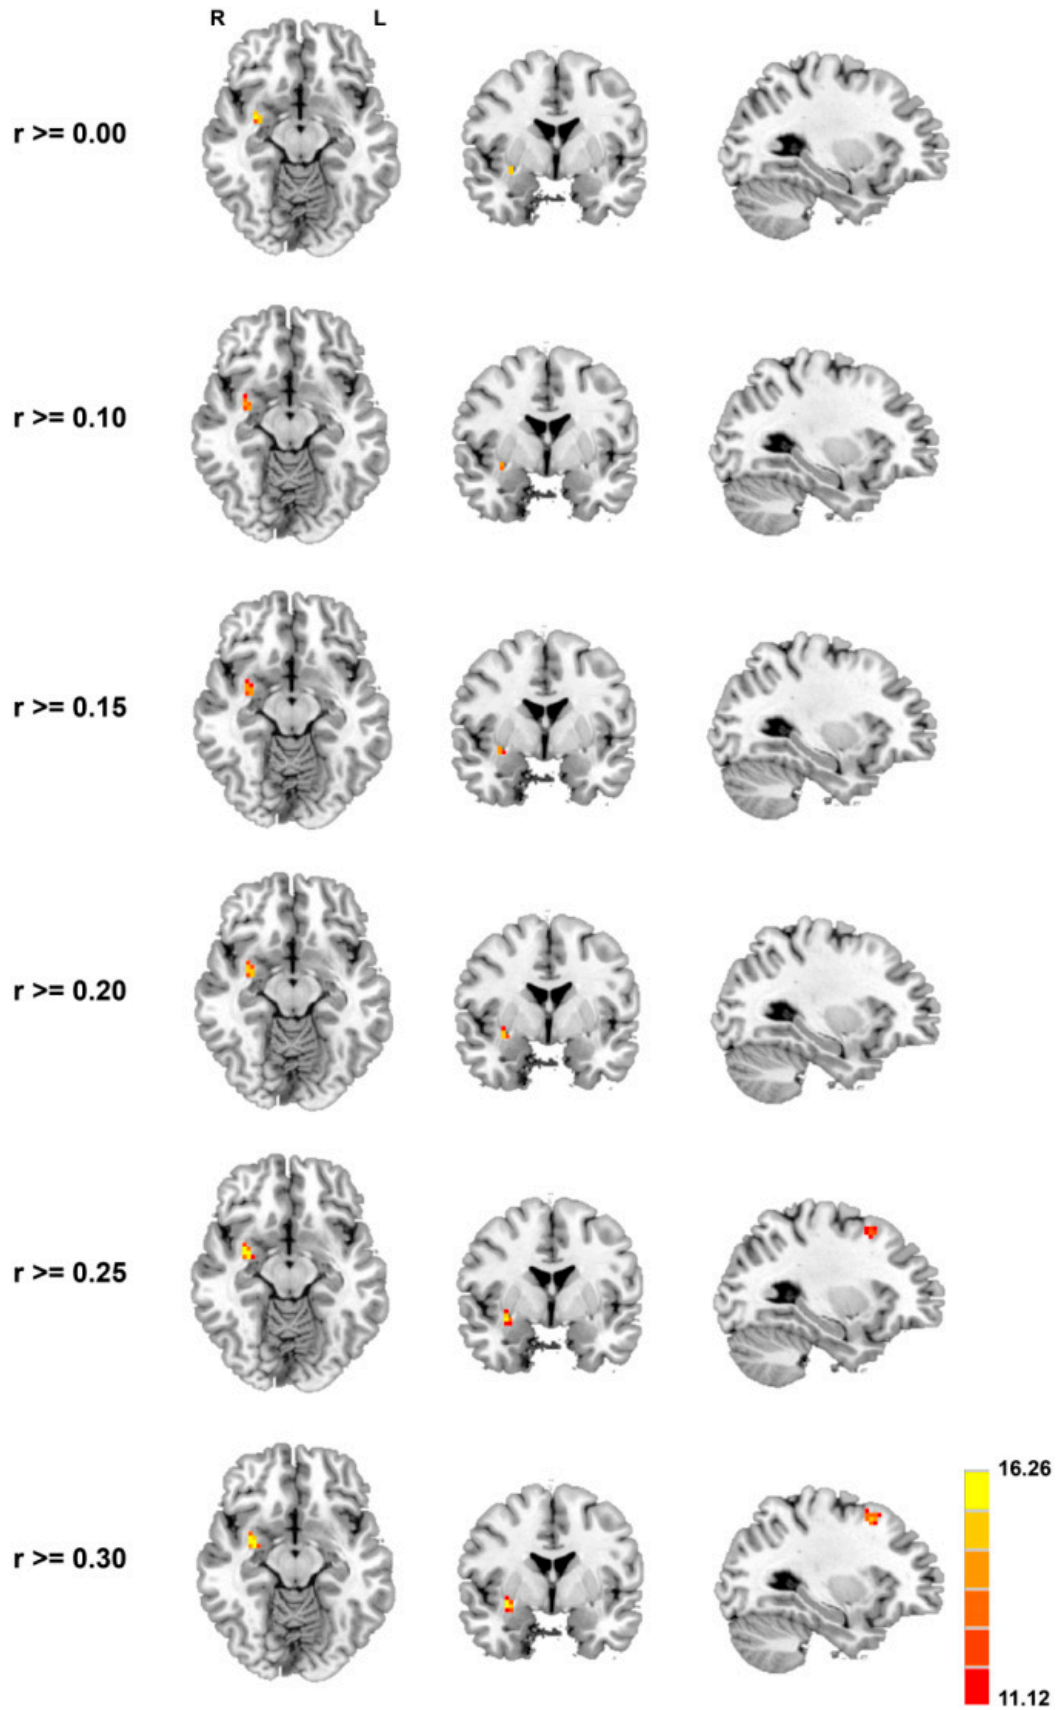 R L
r >= 0.00
r >= 0.10
r >= 0.15
r >= 0.20
r >= 0.25
16.26
r >= 0.30
11.12